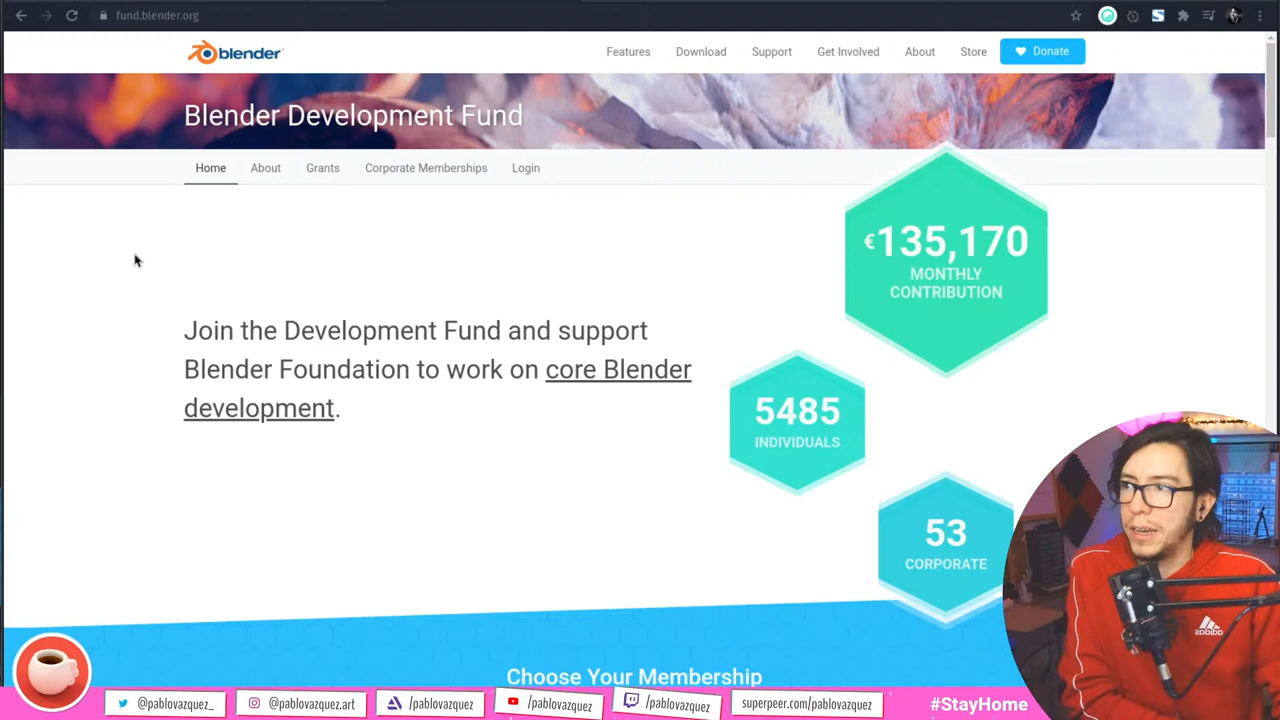 fund.blender.org
blender
Features
Download
Support
Get Involved
About
Store
Donate
Blender Development Fund
Home
About
Grants
Corporate Memberships
Login
€135,170
MONTHLY
CONTRIBUTION
Join the Development Fund and support
Blender Foundation to work on core Blender
development.
5485
INDIVIDUALS
53
CORPORATE
Choose Your Membership
@pablovazquez_
@pablovazquez.art
/pablovazquez
/pablovazquez
/pablovazquez
superpeer.com/pablovazquez
#StayHome